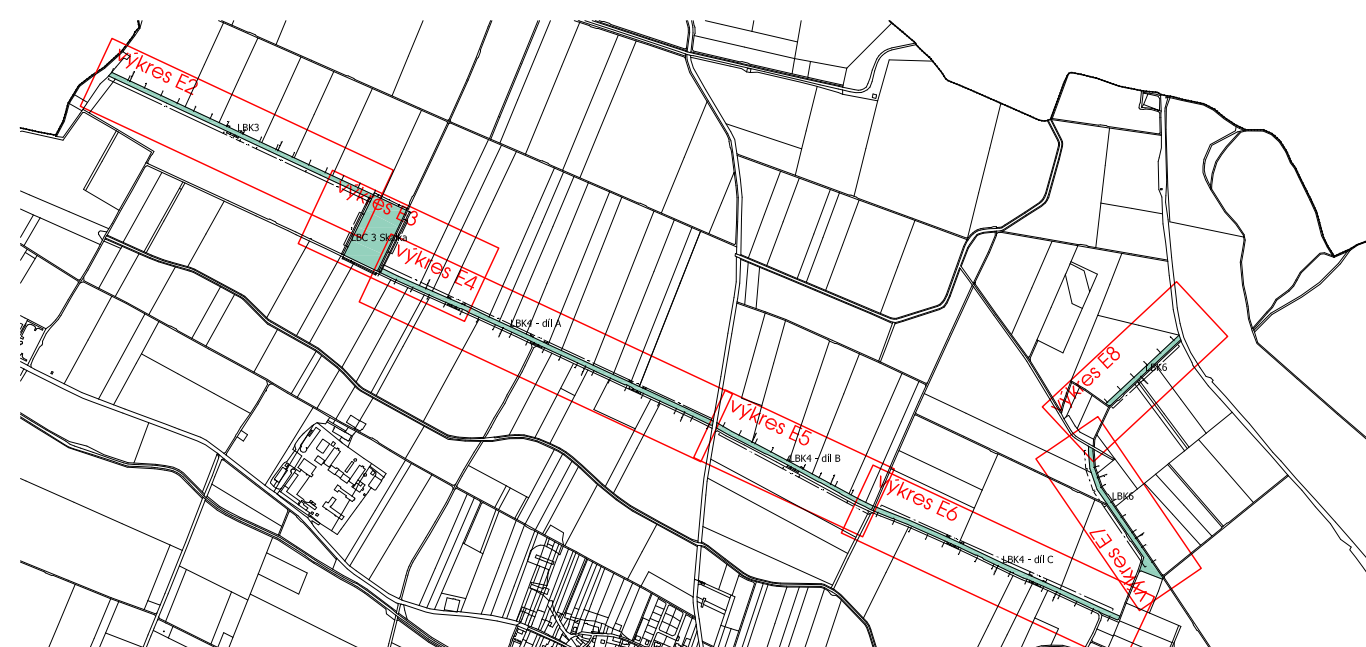 výkres E2
LBK3
výkres E3
LBC 3 Skalka
výkres E4
LBK4 - díl A
výkres E5
LBK4 - díl B
výkres E6
LBK4 - díl C
výkres E8
LBK6
LBK6
výkres E7